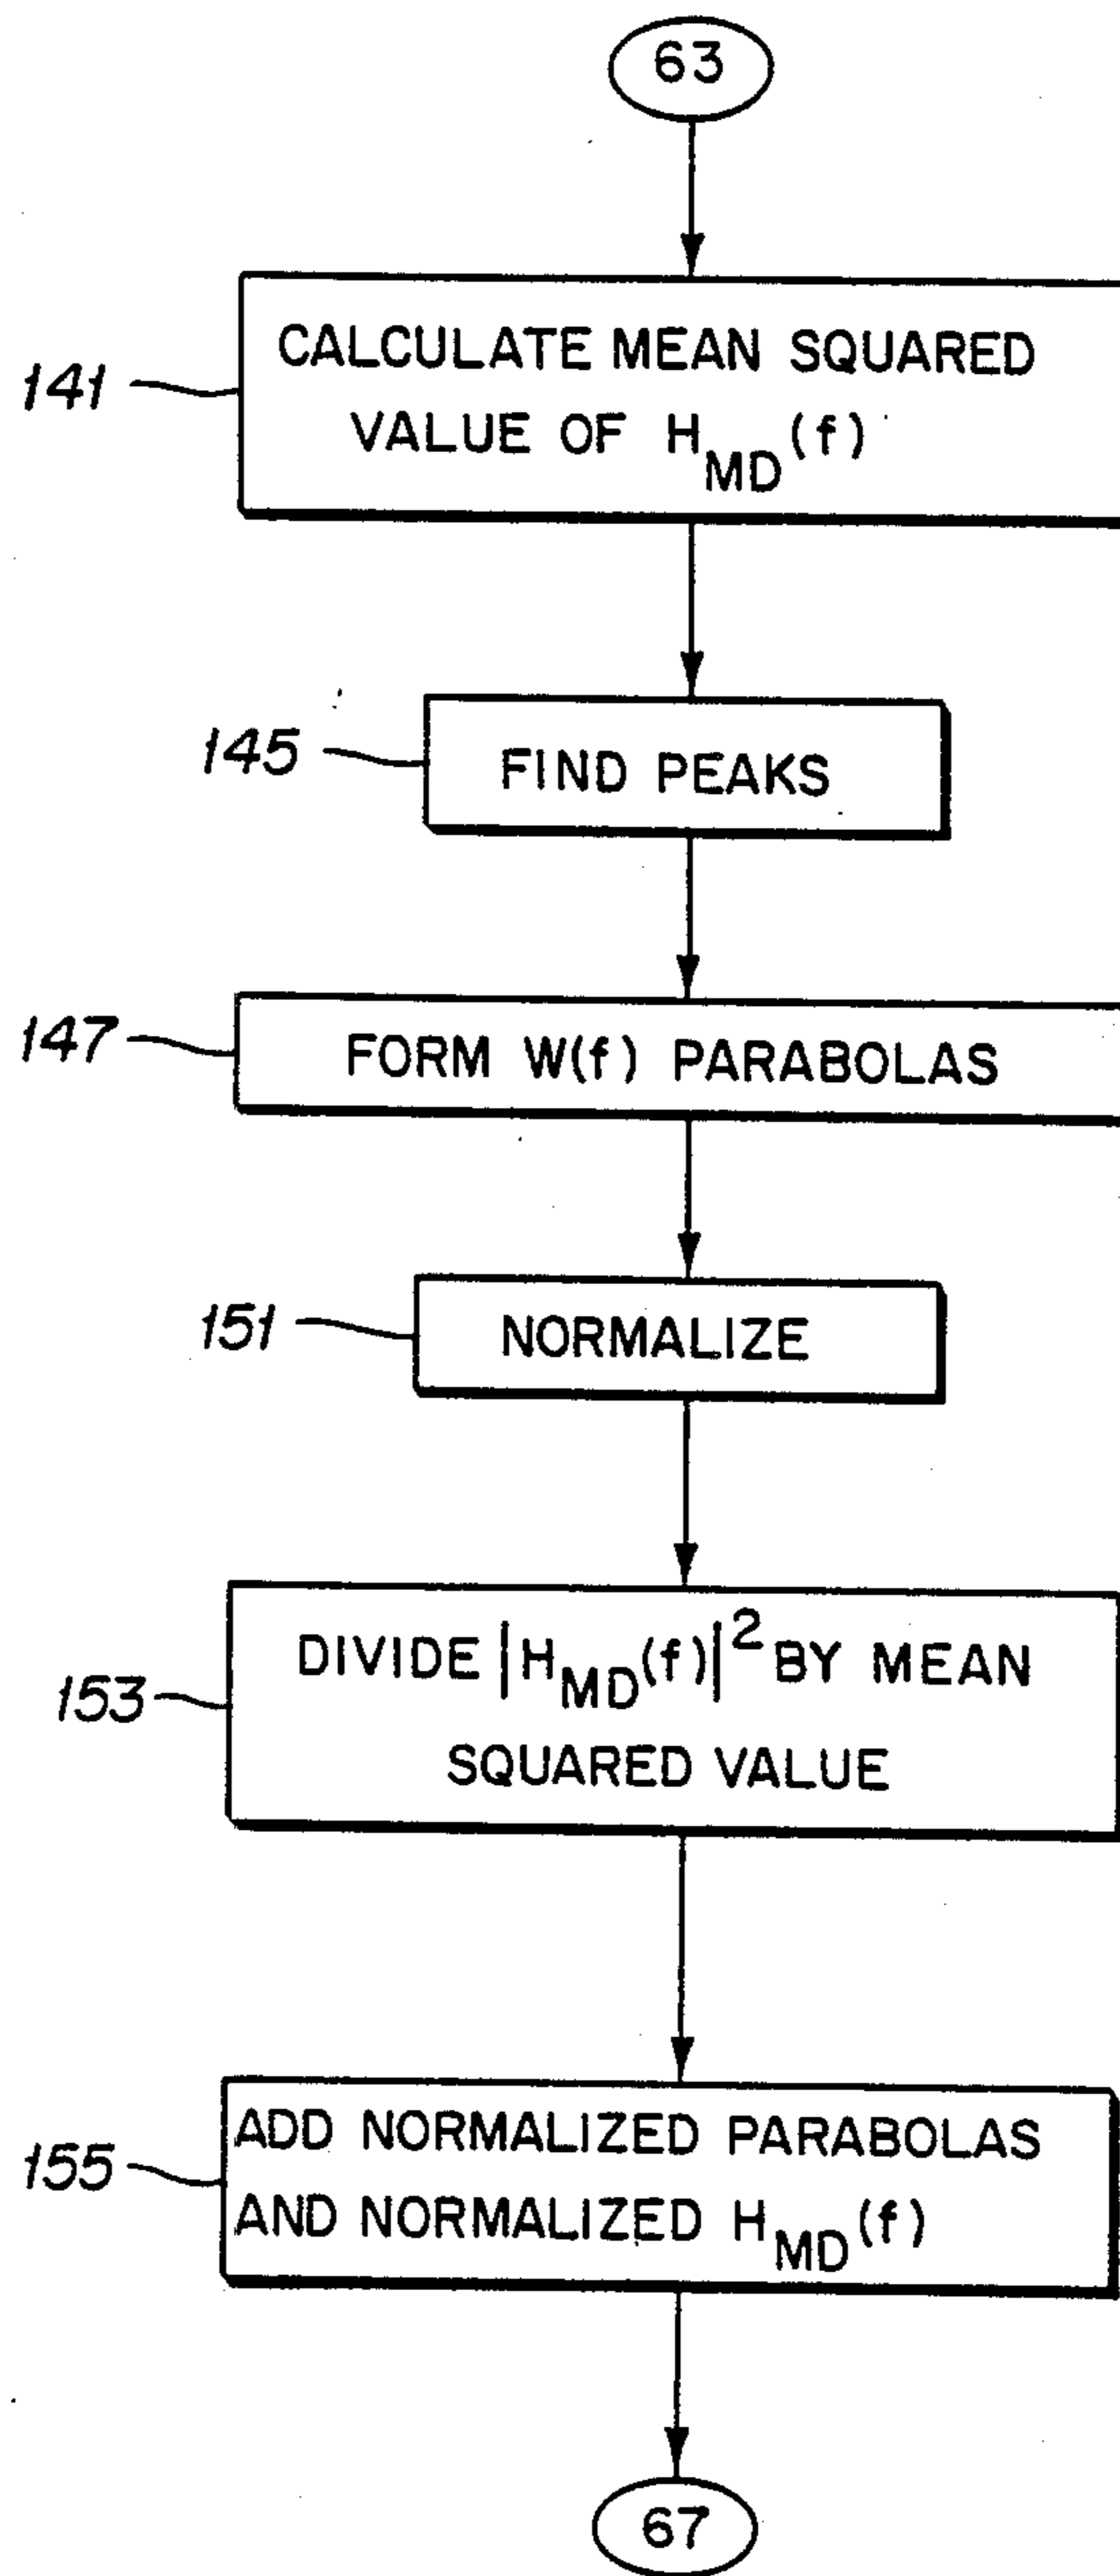 63
141
CALCULATE MEAN SQUARED
VALUE OF H_MD(f)
145
FIND PEAKS
147
FORM W(f) PARABOLAS
151
NORMALIZE
153
DIVIDE |H_MD(f)|² BY MEAN
SQUARED VALUE
155
ADD NORMALIZED PARABOLAS
AND NORMALIZED H_MD(f)
67